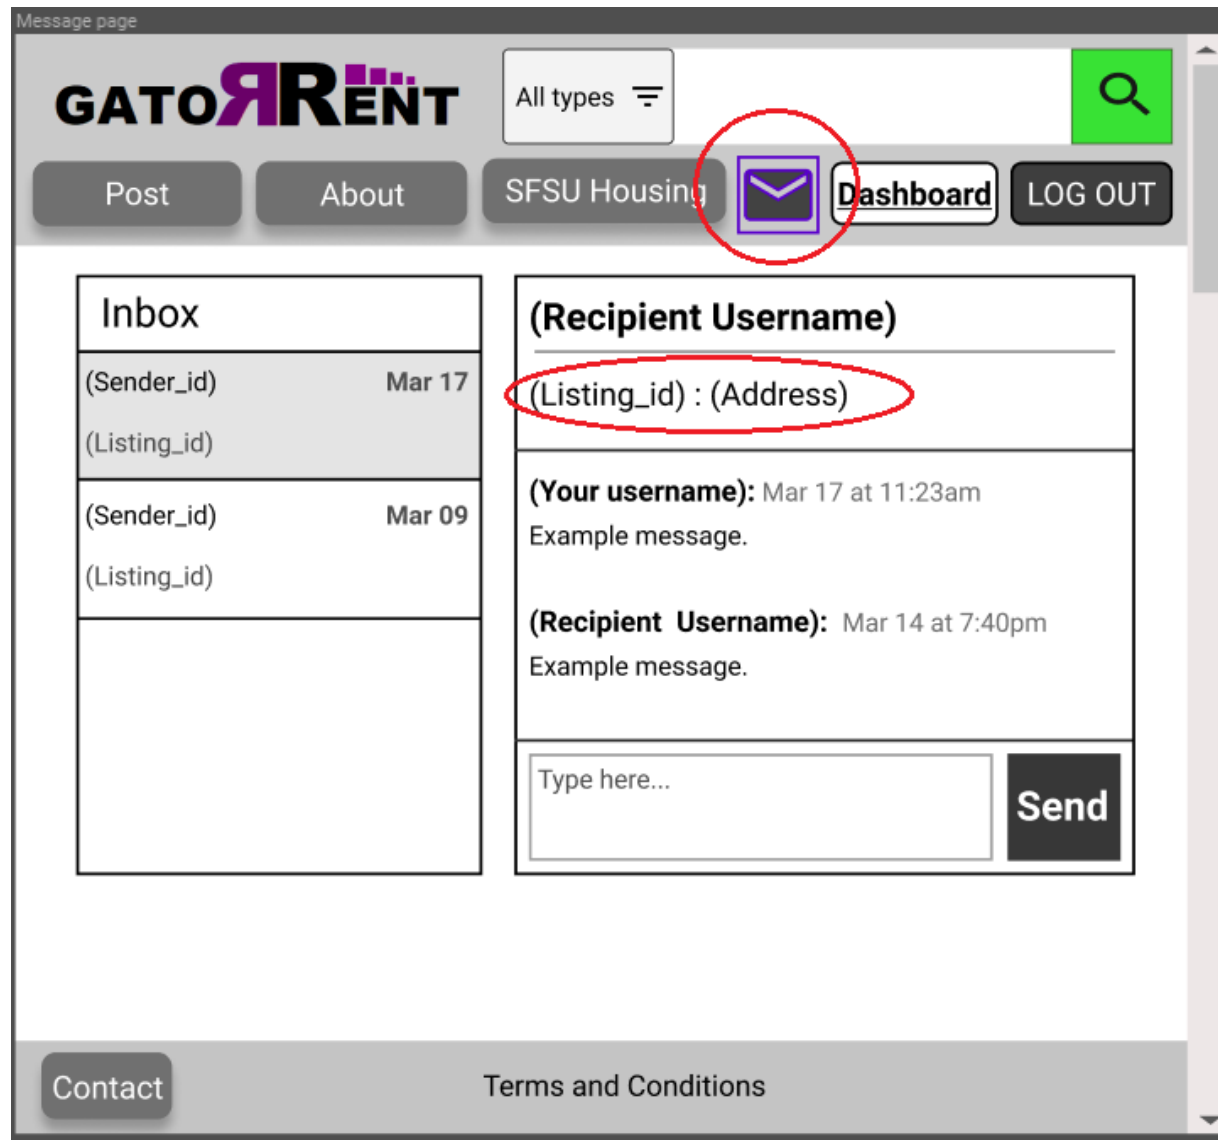 Message page
GATORRENT
All types
Post
About
SFSU Housing
Dashboard
LOG OUT
Inbox
(Sender_id) Mar 17
(Listing_id)
(Sender_id) Mar 09
(Listing_id)
(Recipient Username)
(Listing_id) : (Address)
(Your username): Mar 17 at 11:23am
Example message.
(Recipient Username): Mar 14 at 7:40pm
Example message.
Type here...
Send
Contact
Terms and Conditions